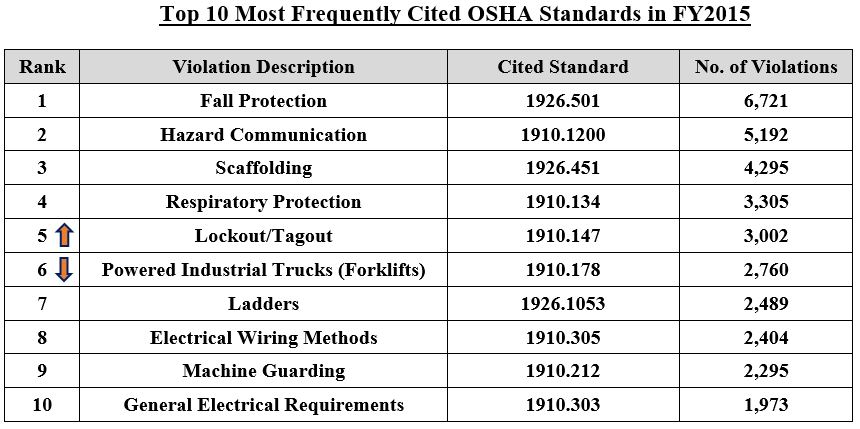 Top 10 Most Frequently Cited OSHA Standards in FY2015
Rank Violation Description Cited Standard No. of Violations
1 Fall Protection 1926.501 6,721
2 Hazard Communication 1910.1200 5,192
3 Scaffolding 1926.451 4,295
4 Respiratory Protection 1910.134 3,305
5 Lockout/Tagout 1910.147 3,002
6 Powered Industrial Trucks (Forklifts) 1910.178 2,760
7 Ladders 1926.1053 2,489
8 Electrical Wiring Methods 1910.305 2,404
9 Machine Guarding 1910.212 2,295
10 General Electrical Requirements 1910.303 1,973